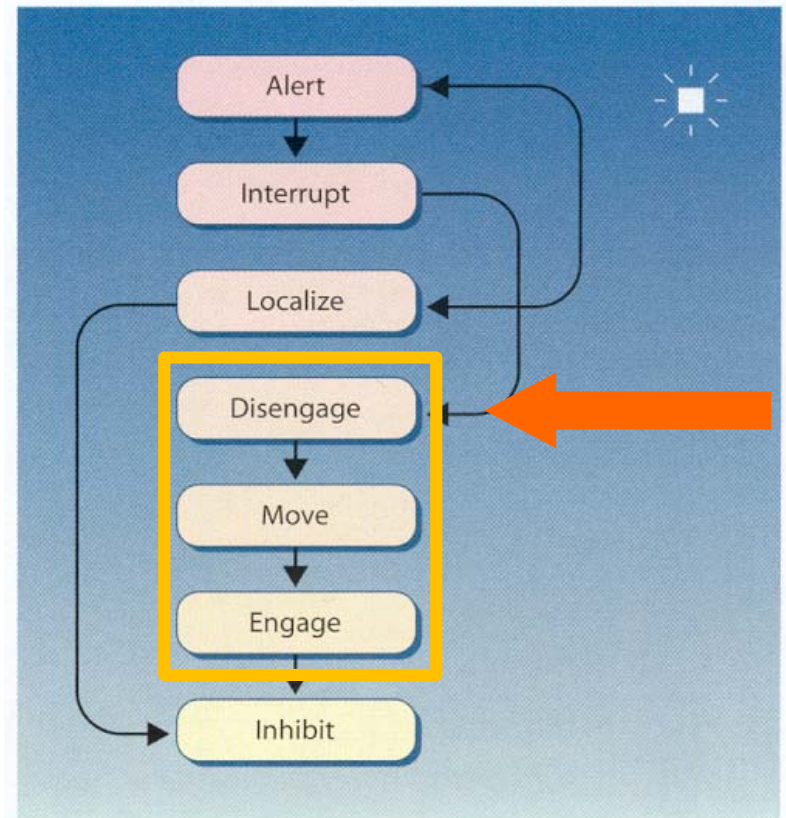 Alert
Interrupt
Localize
Disengage
Move
Engage
Inhibit